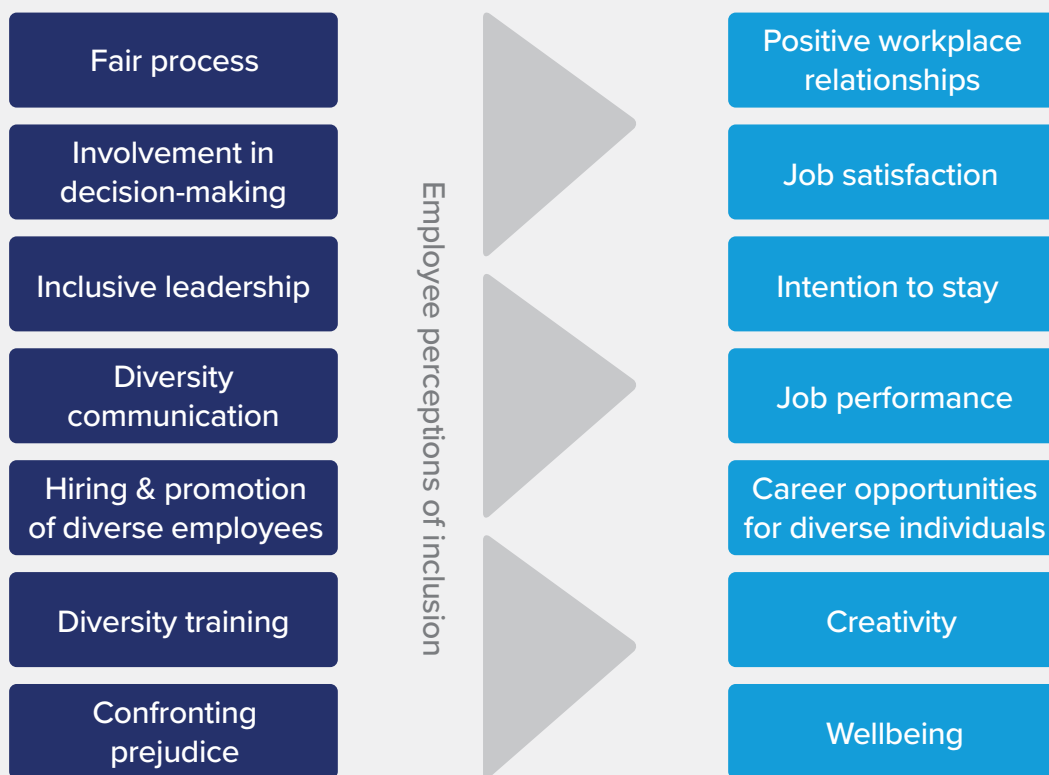 Fair process
Involvement in
decision-making
Inclusive leadership
Diversity
communication
Hiring & promotion
of diverse employees
Diversity training
Confronting
prejudice
Employee perceptions of inclusion
Positive workplace
relationships
Job satisfaction
Intention to stay
Job performance
Career opportunities
for diverse individuals
Creativity
Wellbeing